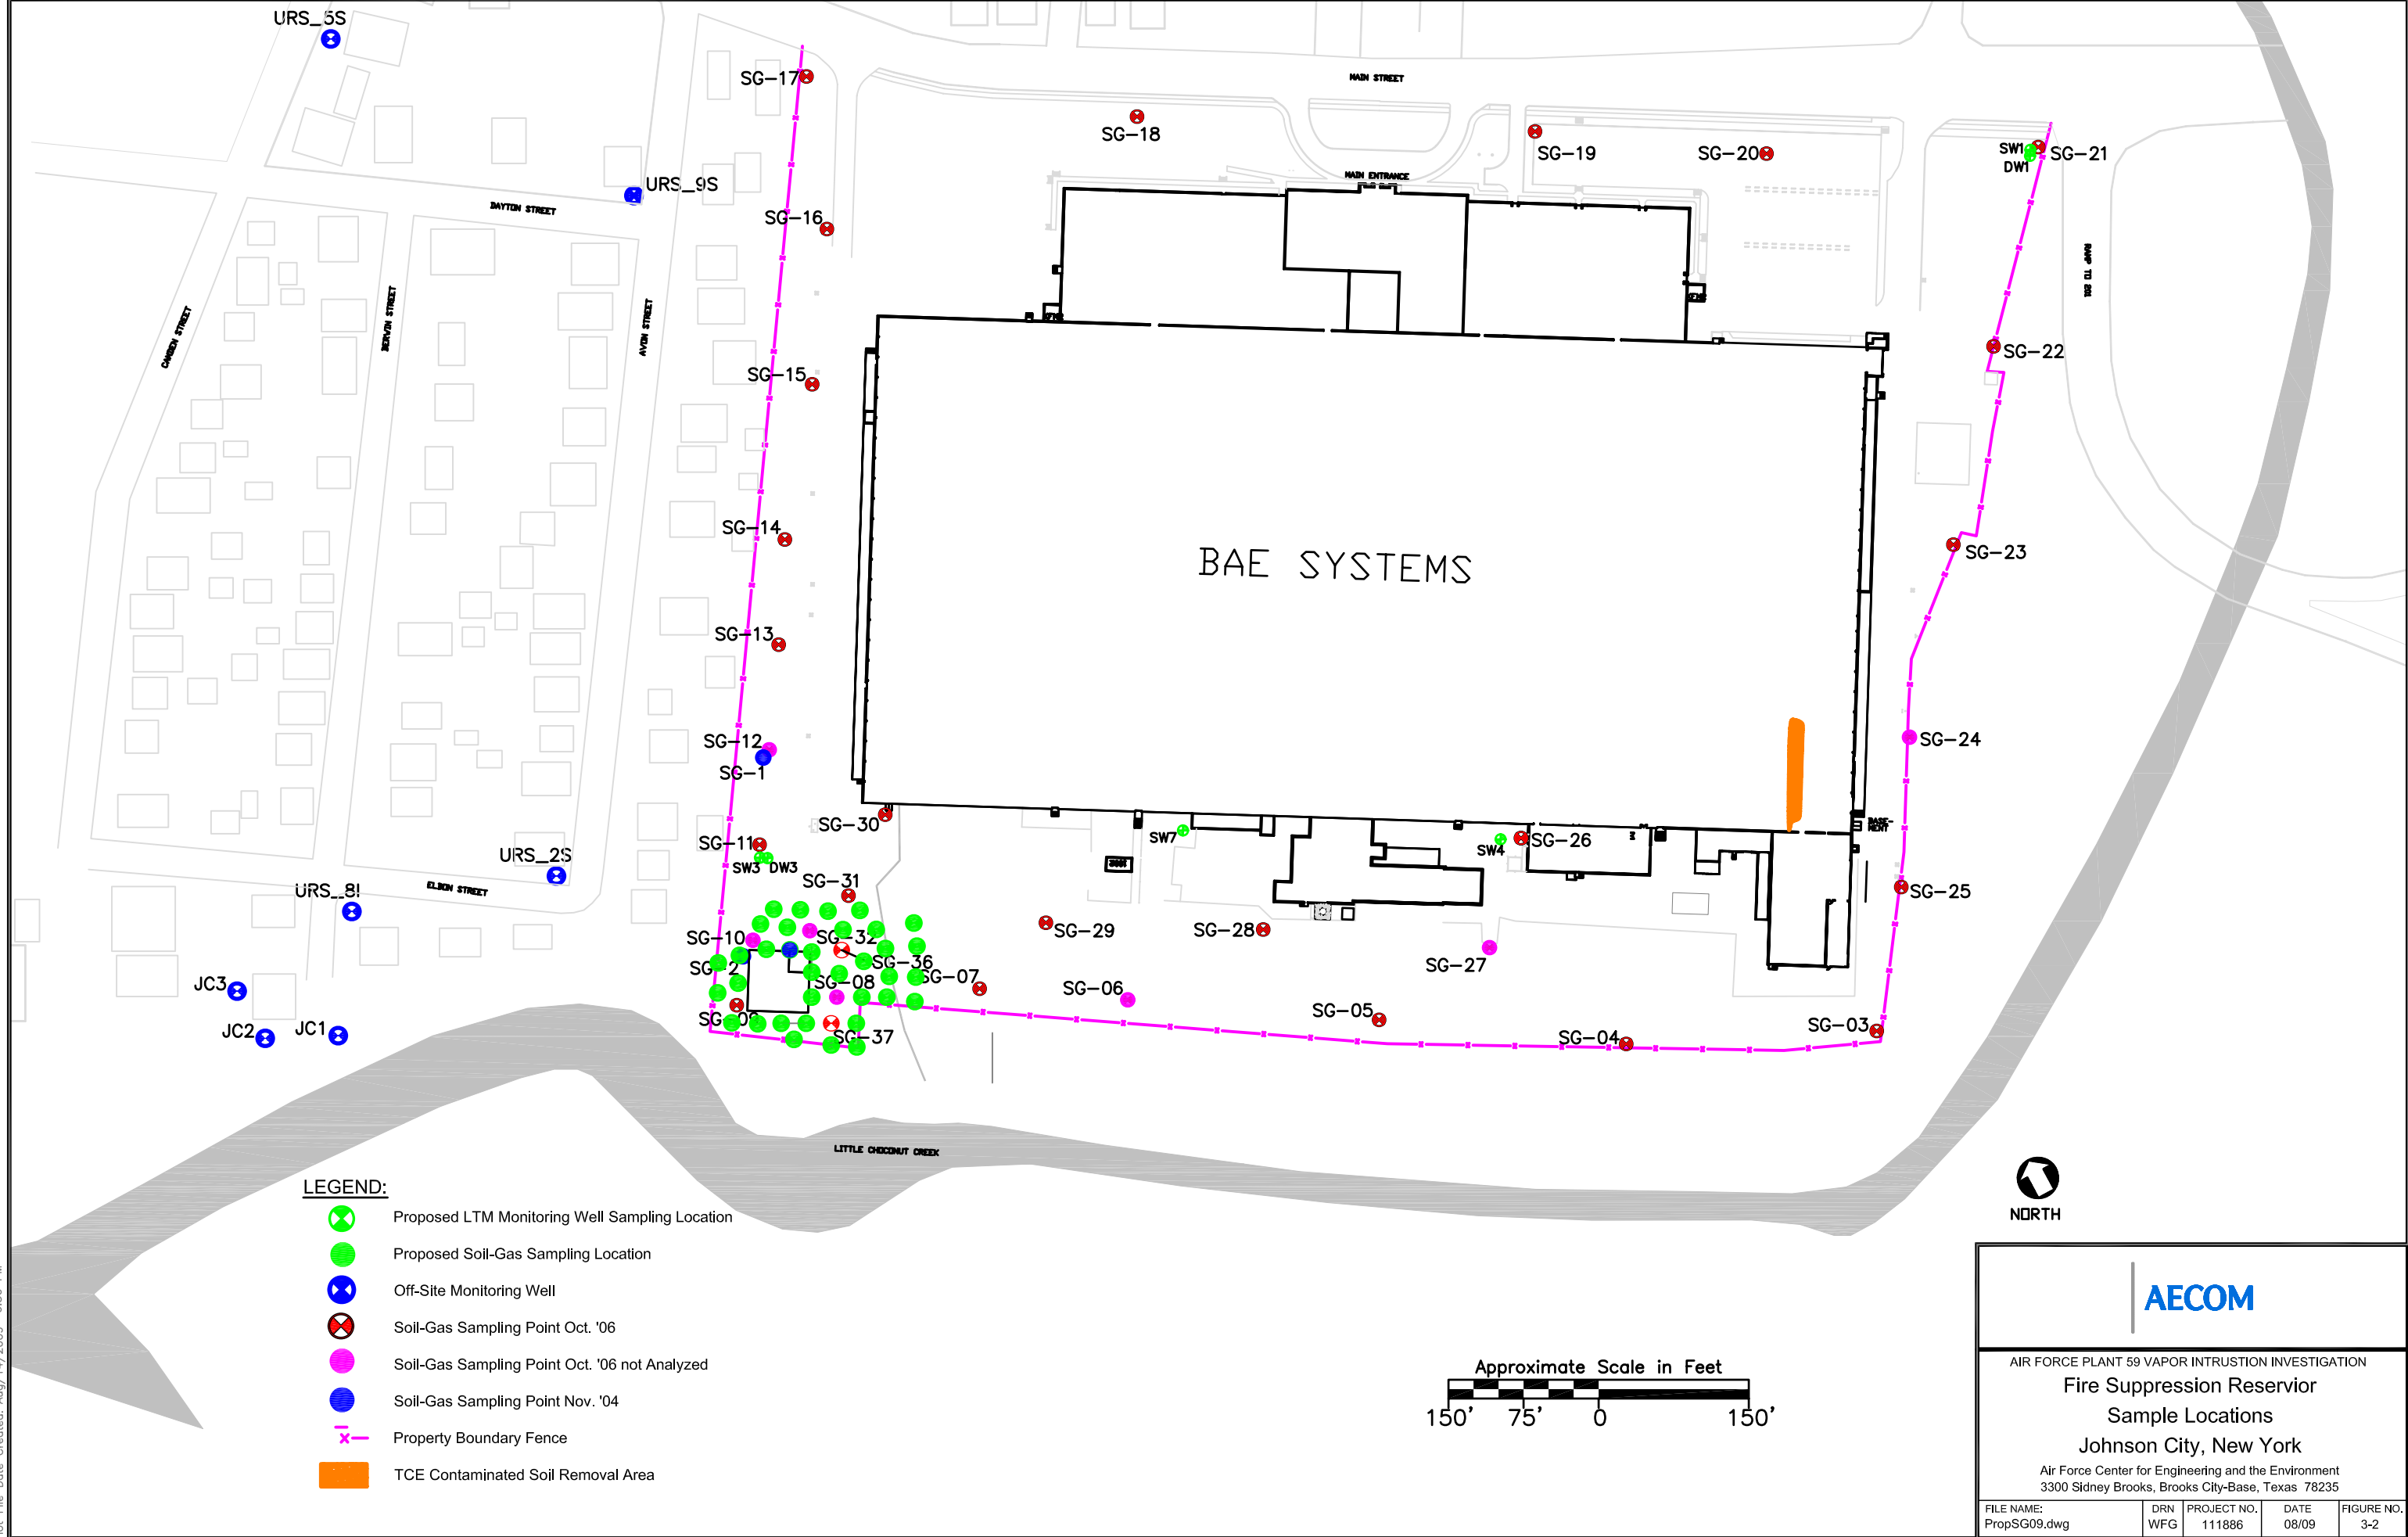 URS_5S
SG-17
MAIN STREET
SG-18
SG-19
SG-20
SW1
DW1
SG-21
MAIN ENTRANCE
URS_9S
DAYTON STREET
SG-16
RAMP TO 201
CAMDEN STREET
AVON STREET
SG-22
SG-15
SG-14
BAE SYSTEMS
SG-23
SG-13
SG-12
SG-1
SG-24
SG-30
BASE-
MENT
SG-11
SW3 DW3
SW7
SW4
SG-26
URS_2S
ELBON STREET
SG-31
SG-25
URS_8I
SG-10
SG-32
SG-29
SG-28
SG-2
SG-36
SG-27
JC3
SG-08
SG-07
SG-06
SG-09
SG-05
SG-03
JC2
JC1
SG-37
SG-04
LITTLE CHOCONUT CREEK
LEGEND:
Proposed LTM Monitoring Well Sampling Location
Proposed Soil-Gas Sampling Location
Off-Site Monitoring Well
Soil-Gas Sampling Point Oct. '06
Soil-Gas Sampling Point Oct. '06 not Analyzed
Soil-Gas Sampling Point Nov. '04
Property Boundary Fence
TCE Contaminated Soil Removal Area
Approximate Scale in Feet
150' 75' 0 150'
NORTH
AECOM
AIR FORCE PLANT 59 VAPOR INTRUSTION INVESTIGATION
Fire Suppression Reservior
Sample Locations
Johnson City, New York
Air Force Center for Engineering and the Environment
3300 Sidney Brooks, Brooks City-Base, Texas 78235
FILE NAME:
PropSG09.dwg
DRN
WFG
PROJECT NO.
111886
DATE
08/09
FIGURE NO.
3-2